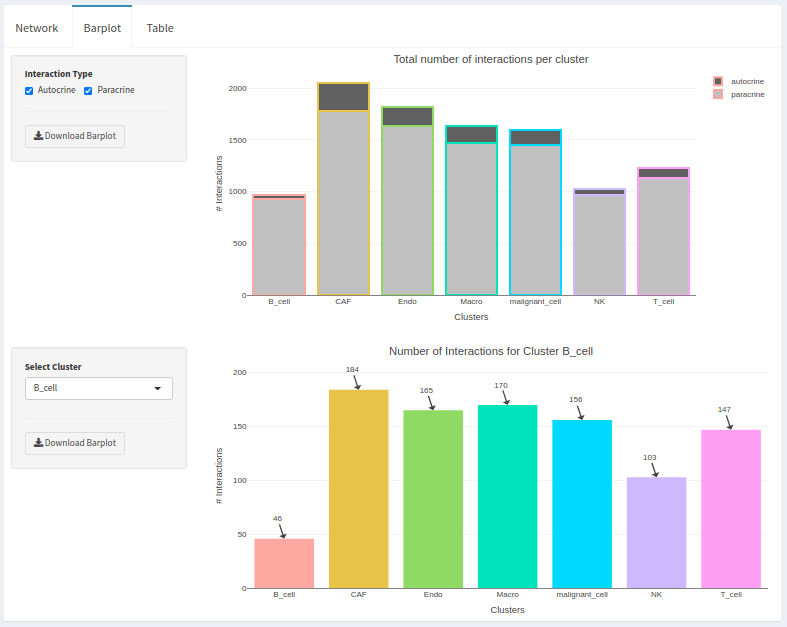 Network Barplot Table
Interaction Type
Autocrine Paracrine
Download Barplot
Total number of interactions per cluster
autocrine
paracrine
# Interactions
2000
1500
1000
500
0
B_cell CAF Endo Macro malignant_cell NK T_cell
Clusters
Select Cluster
B_cell
Download Barplot
Number of Interactions for Cluster B_cell
# Interactions
200
150
100
50
0
46 184 165 170 156 103 147
B_cell CAF Endo Macro malignant_cell NK T_cell
Clusters